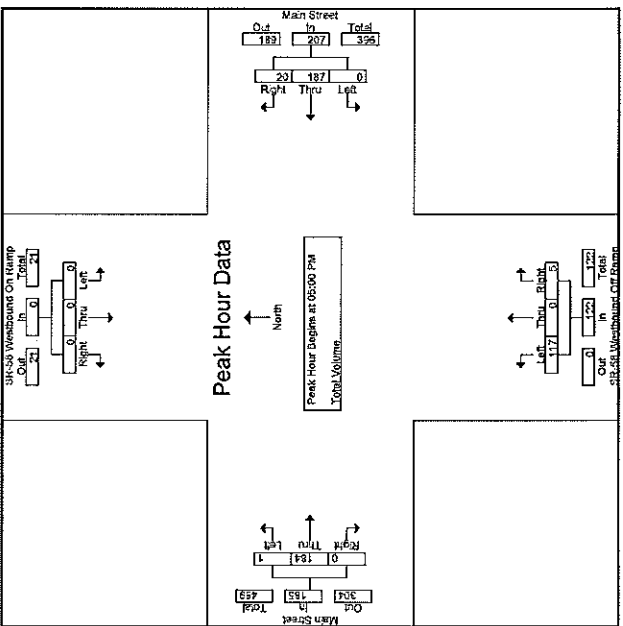 Main Street
Out In Total
189 207 396
20 187 0
Right Thru Left
SR-58 Westbound On Ramp
Out In Total
21 0 21
0 0 0
Right Thru Left
Peak Hour Data
North
Peak Hour Begins at 05:00 PM
Total Volume
Left Thru Right
117 0 5
0 122 122
Out In Total
SR-58 Westbound Off Ramp
Left Thru Right
1 184 0
489 185 304
Total In Out
Main Street